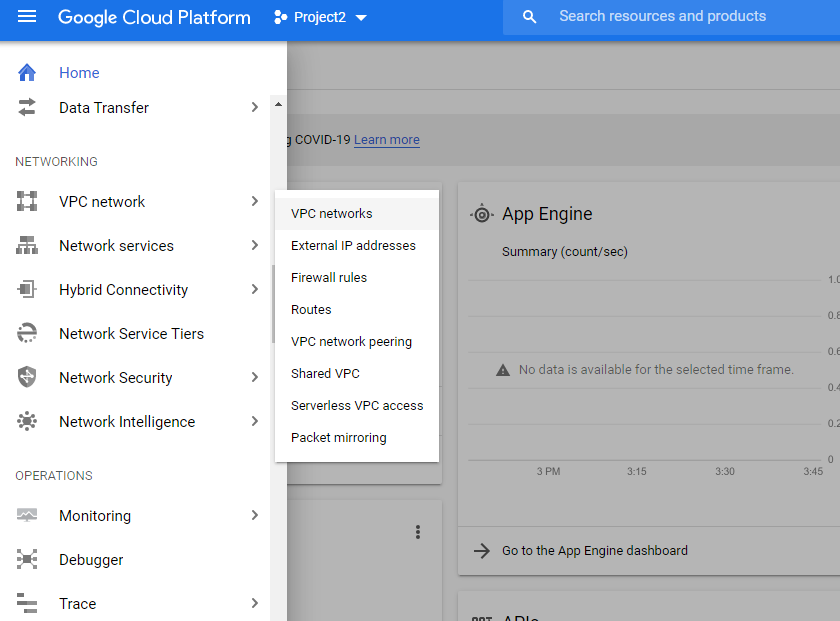 Google Cloud Platform
Project2
Search resources and products
Home
Data Transfer
NETWORKING
VPC network
Network services
Hybrid Connectivity
Network Service Tiers
Network Security
Network Intelligence
OPERATIONS
Monitoring
Debugger
Trace
VPC networks
External IP addresses
Firewall rules
Routes
VPC network peering
Shared VPC
Serverless VPC access
Packet mirroring
g COVID-19 Learn more
App Engine
Summary (count/sec)
1.0
0.8
0.6
No data is available for the selected time frame.
0.4
0.2
0
3 PM 3:15 3:30 3:45
Go to the App Engine dashboard
APIs